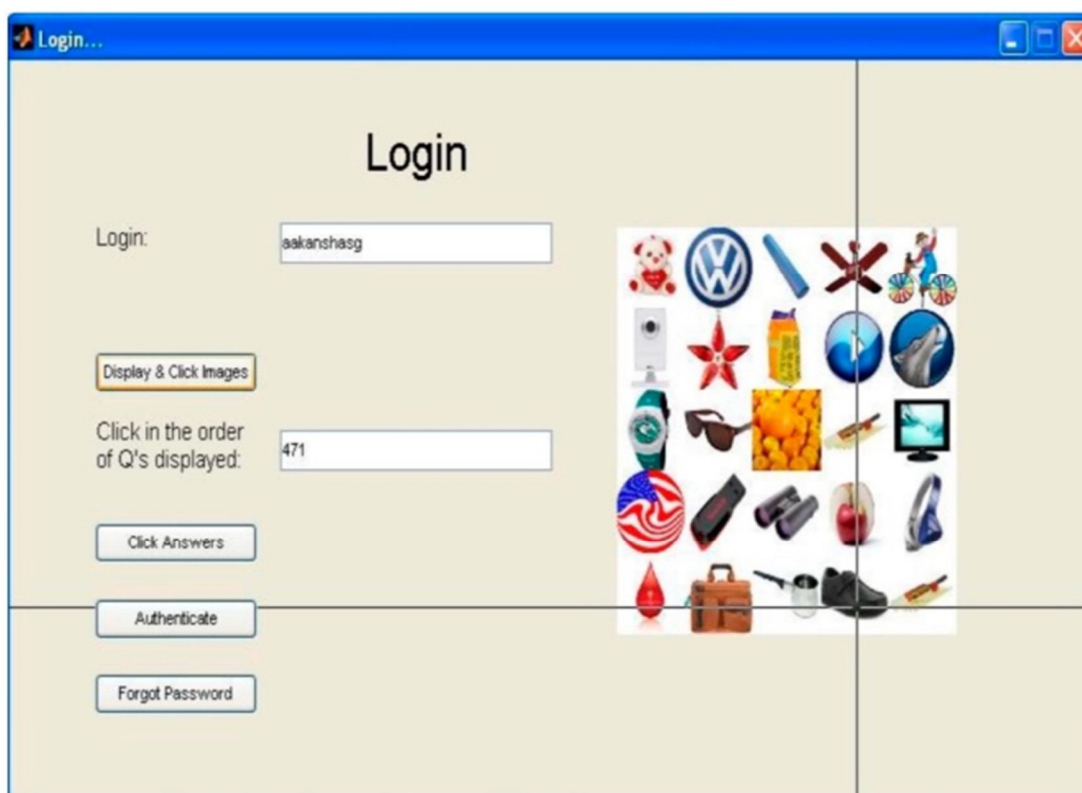 Login...
Login
Login:
aakanshasg
Display & Click Images
Click in the order
of Q's displayed:
471
Click Answers
Authenticate
Forgot Password